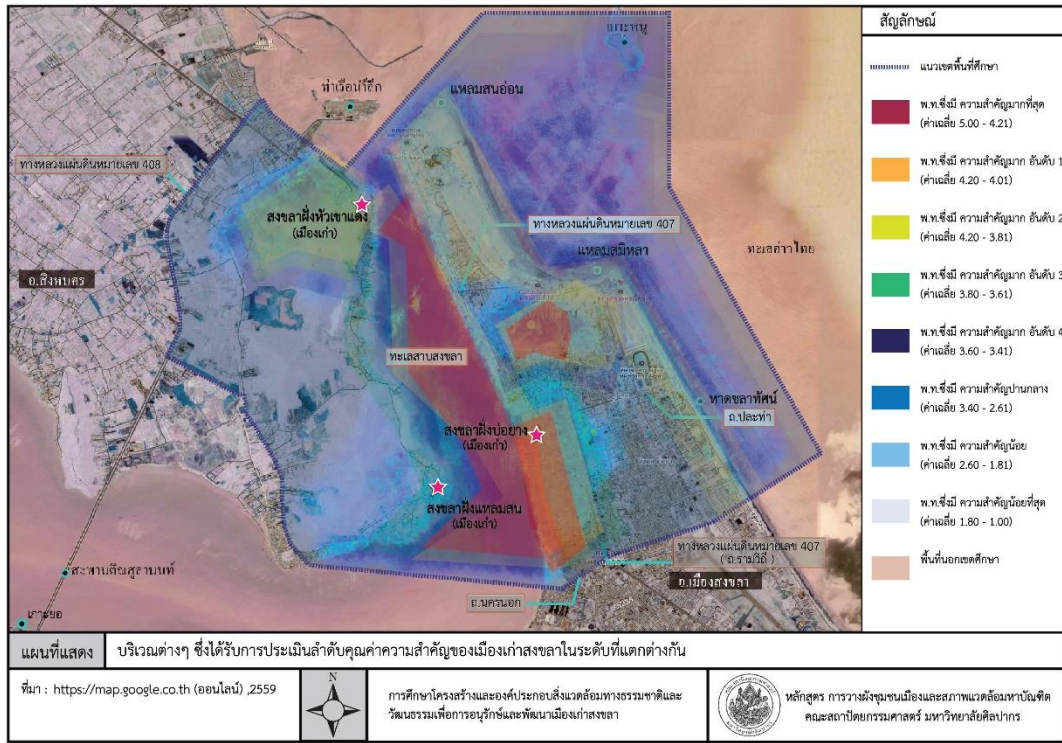 เกาะหนู
ท่าเรือน้ำลึก
แหลมสนอ่อน
ทางหลวงแผ่นดินหมายเลข 408
สงขลาฝั่งหัวเขาแดง
(เมืองเก่า)
ทางหลวงแผ่นดินหมายเลข 407
แหลมสมิหลา
ทะเลอ่าวไทย
อ.สิงหนคร
ทะเลสาบสงขลา
หาดชลาทัศน์
ถ.ปละท่า
สงขลาฝั่งบ่อยาง
(เมืองเก่า)
สงขลาฝั่งแหลมสน
(เมืองเก่า)
ทางหลวงแผ่นดินหมายเลข 407
( ถ.รามวิถี )
สะพานติณสูลานนท์
อ.เมืองสงขลา
ถ.นครนอก
เกาะยอ
สัญลักษณ์
แนวเขตพื้นที่ศึกษา
พ.ท.ซึ่งมี ความสำคัญมากที่สุด
(ค่าเฉลี่ย 5.00 - 4.21)
พ.ท.ซึ่งมี ความสำคัญมาก อันดับ 1
(ค่าเฉลี่ย 4.20 - 4.01)
พ.ท.ซึ่งมี ความสำคัญมาก อันดับ 2
(ค่าเฉลี่ย 4.20 - 3.81)
พ.ท.ซึ่งมี ความสำคัญมาก อันดับ 3
(ค่าเฉลี่ย 3.80 - 3.61)
พ.ท.ซึ่งมี ความสำคัญมาก อันดับ 4
(ค่าเฉลี่ย 3.60 - 3.41)
พ.ท.ซึ่งมี ความสำคัญปานกลาง
(ค่าเฉลี่ย 3.40 - 2.61)
พ.ท.ซึ่งมี ความสำคัญน้อย
(ค่าเฉลี่ย 2.60 - 1.81)
พ.ท.ซึ่งมี ความสำคัญน้อยที่สุด
(ค่าเฉลี่ย 1.80 - 1.00)
พื้นที่นอกเขตศึกษา
แผนที่แสดง บริเวณต่างๆ ซึ่งได้รับการประเมินลำดับคุณค่าความสำคัญของเมืองเก่าสงขลาในระดับที่แตกต่างกัน
ที่มา : https://map.google.co.th (ออนไลน์) ,2559
N
การศึกษาโครงสร้างและองค์ประกอบสิ่งแวดล้อมทางธรรมชาติและ
วัฒนธรรมเพื่อการอนุรักษ์และพัฒนาเมืองเก่าสงขลา
หลักสูตร การวางผังชุมชนเมืองและสภาพแวดล้อมมหาบัณฑิต
คณะสถาปัตยกรรมศาสตร์ มหาวิทยาลัยศิลปากร